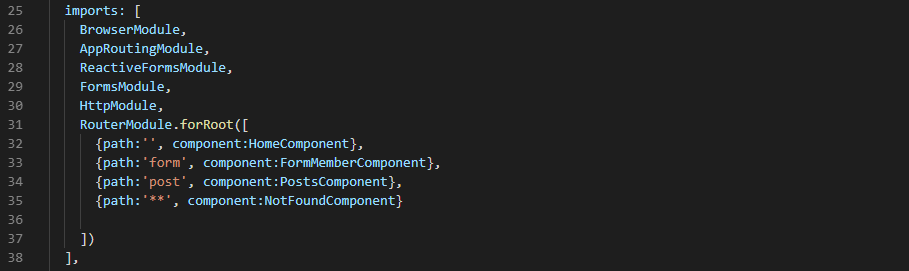 25 imports: [
26 BrowserModule,
27 AppRoutingModule,
28 ReactiveFormsModule,
29 FormsModule,
30 HttpModule,
31 RouterModule.forRoot([
32 {path:'', component:HomeComponent},
33 {path:'form', component:FormMemberComponent},
34 {path:'post', component:PostsComponent},
35 {path:'**', component:NotFoundComponent}
36
37 ])
38 ],